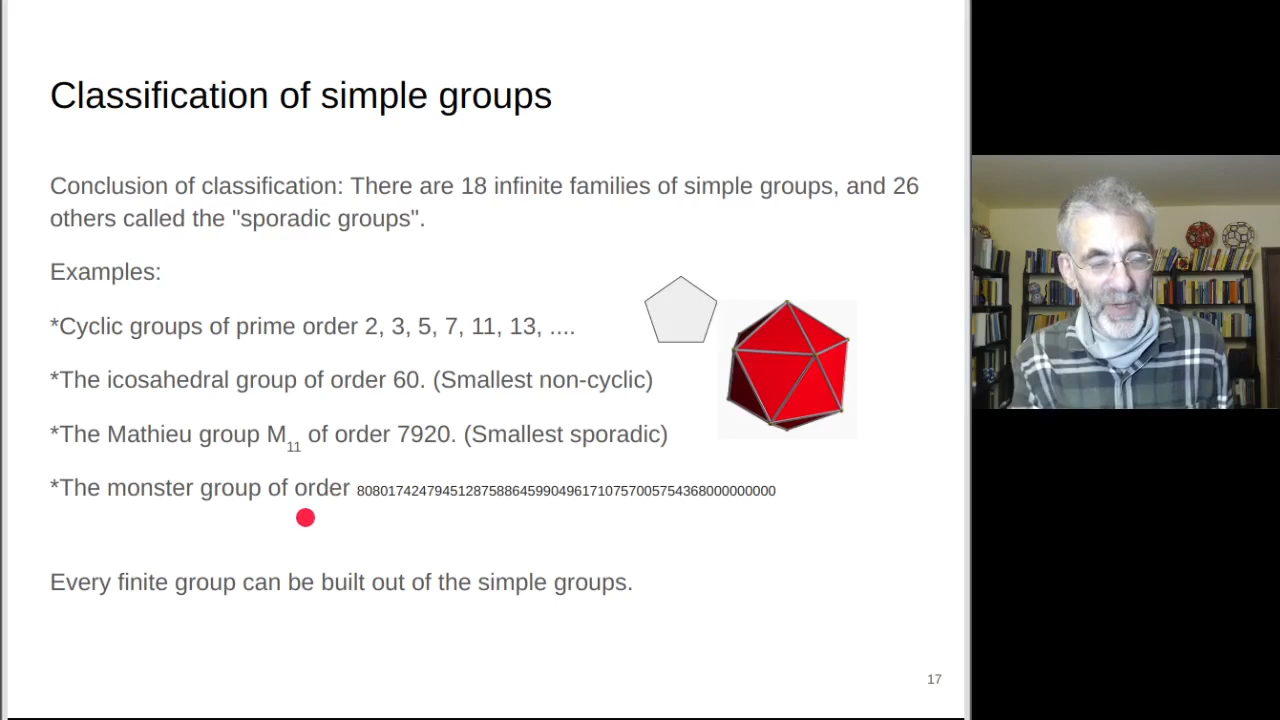 Classification of simple groups
Conclusion of classification: There are 18 infinite families of simple groups, and 26
others called the "sporadic groups".
Examples:
*Cyclic groups of prime order 2, 3, 5, 7, 11, 13, ....
*The icosahedral group of order 60. (Smallest non-cyclic)
*The Mathieu group M11 of order 7920. (Smallest sporadic)
*The monster group of order 808017424794512875886459904961710757005754368000000000
Every finite group can be built out of the simple groups.
17